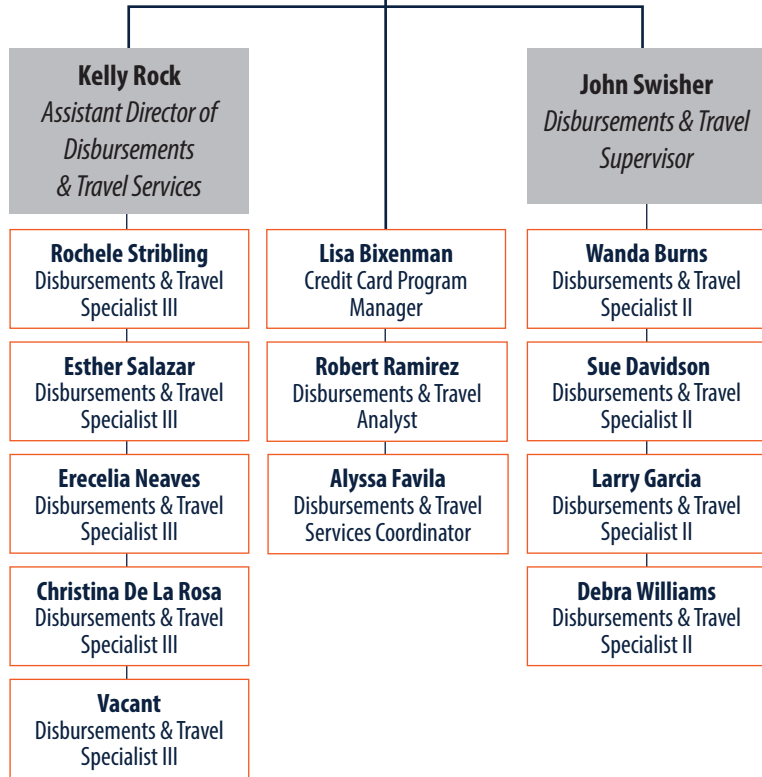 Kelly Rock
Assistant Director of
Disbursements
& Travel Services
Rochele Stribling
Disbursements & Travel
Specialist III
Esther Salazar
Disbursements & Travel
Specialist III
Erecelia Neaves
Disbursements & Travel
Specialist III
Christina De La Rosa
Disbursements & Travel
Specialist III
Vacant
Disbursements & Travel
Specialist III
Lisa Bixenman
Credit Card Program
Manager
Robert Ramirez
Disbursements & Travel
Analyst
Alyssa Favila
Disbursements & Travel
Services Coordinator
John Swisher
Disbursements & Travel
Supervisor
Wanda Burns
Disbursements & Travel
Specialist II
Sue Davidson
Disbursements & Travel
Specialist II
Larry Garcia
Disbursements & Travel
Specialist II
Debra Williams
Disbursements & Travel
Specialist II